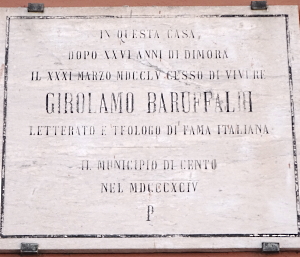 IN QUESTA CASA
DOPO XXVI ANNI DI DIMORA
IL XXXI MARZO MDCCLV CESSÒ DI VIVERE
GIROLAMO BARUFFALDI
LETTERATO E TEOLOGO DI FAMA ITALIANA
IL MUNICIPIO DI CENTO
NEL MDCCCXCIV
P